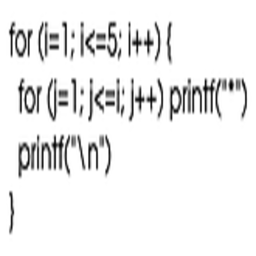 for (i=1; i<=5; i++) {
for (j=1; j<=i; j++) printf("*")
printf("\n")
}